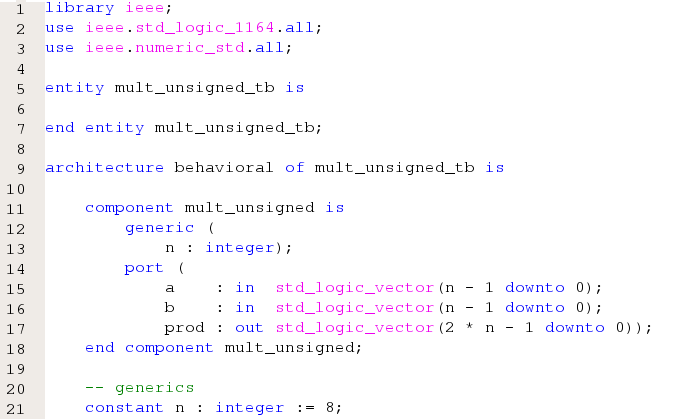 1 library ieee;
2 use ieee.std_logic_1164.all;
3 use ieee.numeric_std.all;
4
5 entity mult_unsigned_tb is
6
7 end entity mult_unsigned_tb;
8
9 architecture behavioral of mult_unsigned_tb is
10
11     component mult_unsigned is
12         generic (
13             n : integer);
14         port (
15             a    : in  std_logic_vector(n - 1 downto 0);
16             b    : in  std_logic_vector(n - 1 downto 0);
17             prod : out std_logic_vector(2 * n - 1 downto 0));
18     end component mult_unsigned;
19
20     -- generics
21     constant n : integer := 8;